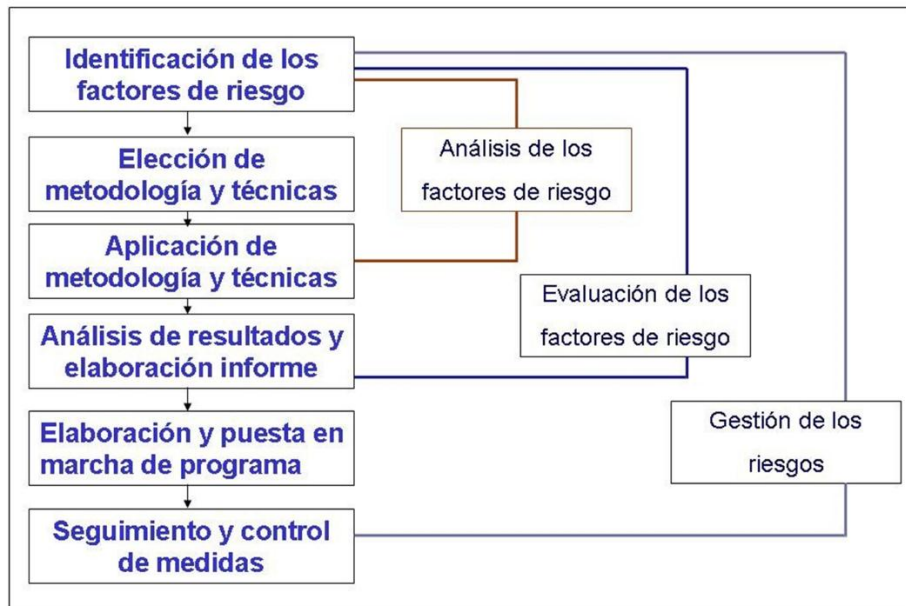 Identificación de los
factores de riesgo
Elección de
metodología y técnicas
Aplicación de
metodología y técnicas
Análisis de resultados y
elaboración informe
Elaboración y puesta en
marcha de programa
Seguimiento y control
de medidas
Análisis de los
factores de riesgo
Evaluación de los
factores de riesgo
Gestión de los
riesgos